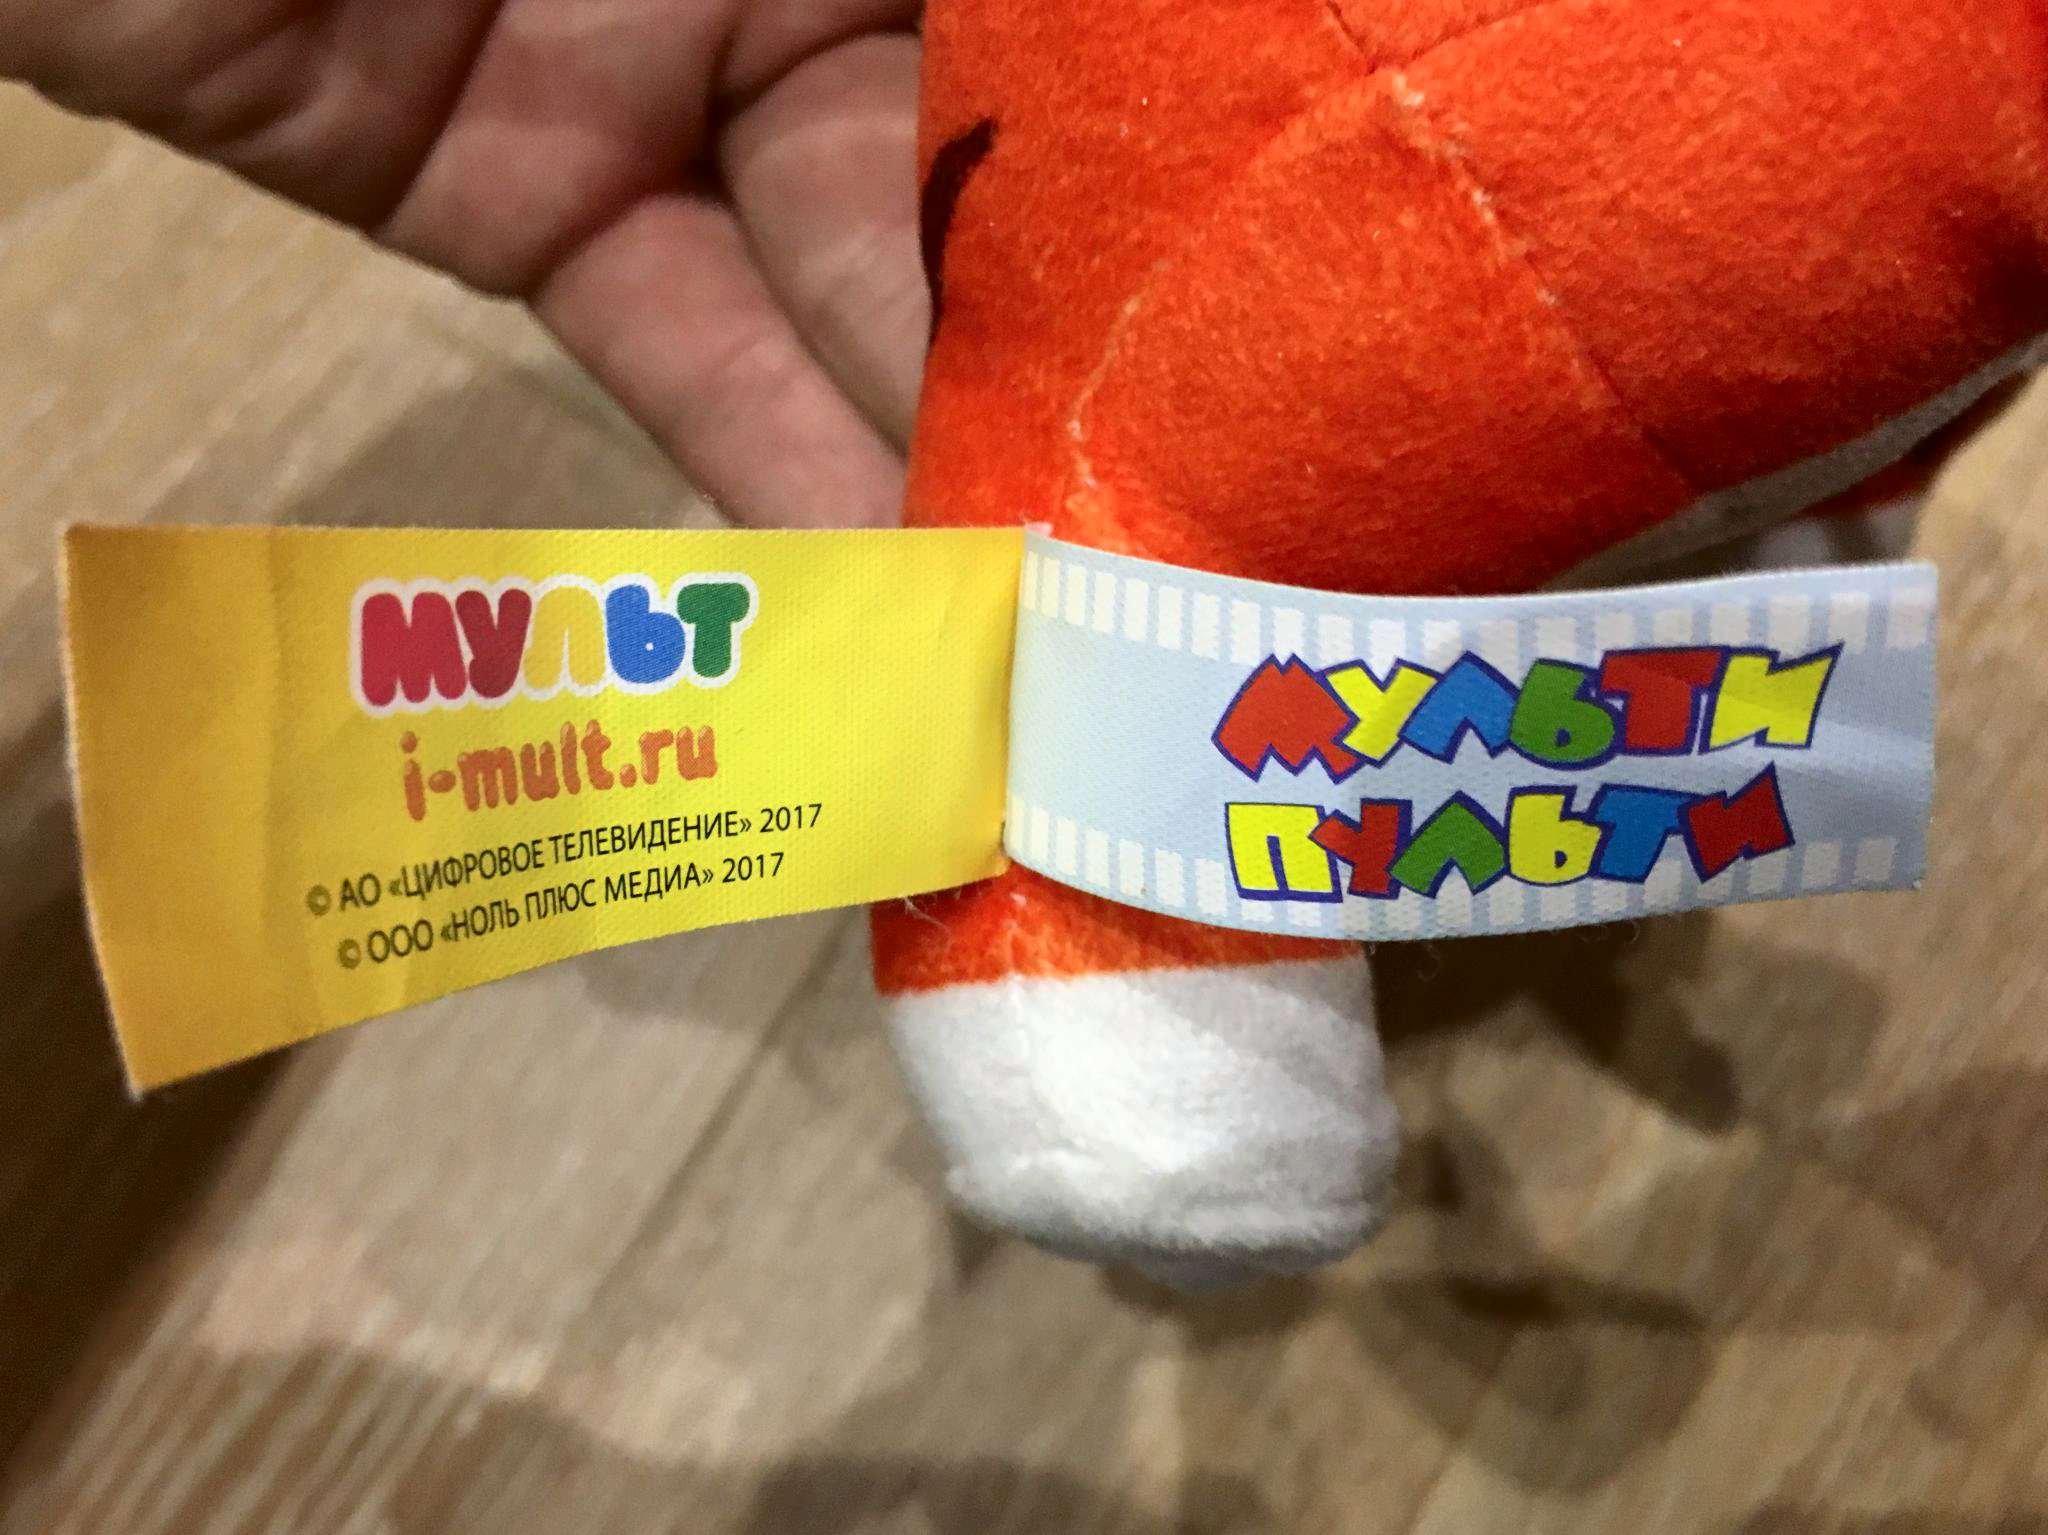 мульт
i-mult.ru
© АО «ЦИФРОВОЕ ТЕЛЕВИДЕНИЕ» 2017
© ООО «НОЛЬ ПЛЮС МЕДИА» 2017
МУЛЬТИ
ПУЛЬТИ